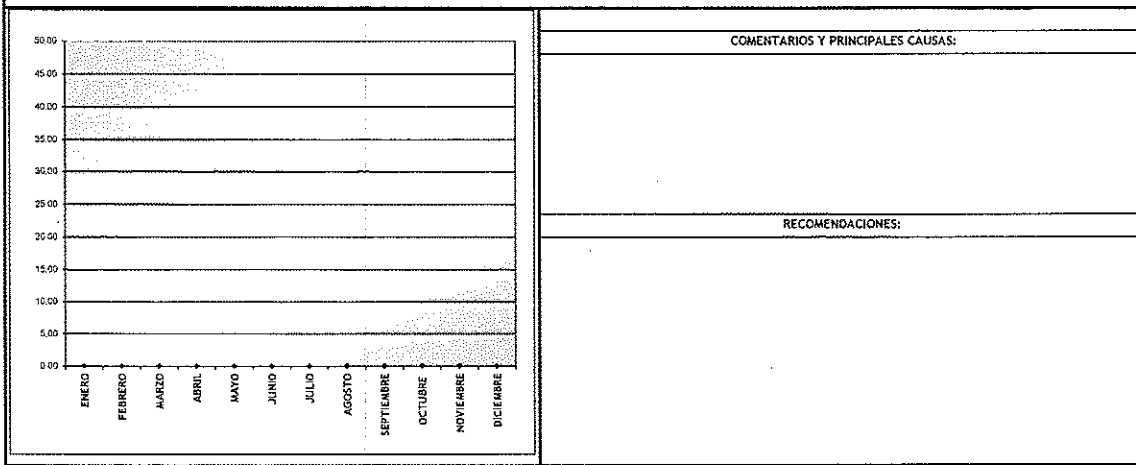 50,00
45,00
40,00
35,00
30,00
25,00
20,00
15,00
10,00
5,00
0,00
ENERO
FEBRERO
MARZO
ABRIL
MAYO
JUNIO
JULIO
AGOSTO
SEPTIEMBRE
OCTUBRE
NOVIEMBRE
DICIEMBRE
COMENTARIOS Y PRINCIPALES CAUSAS:
RECOMENDACIONES: